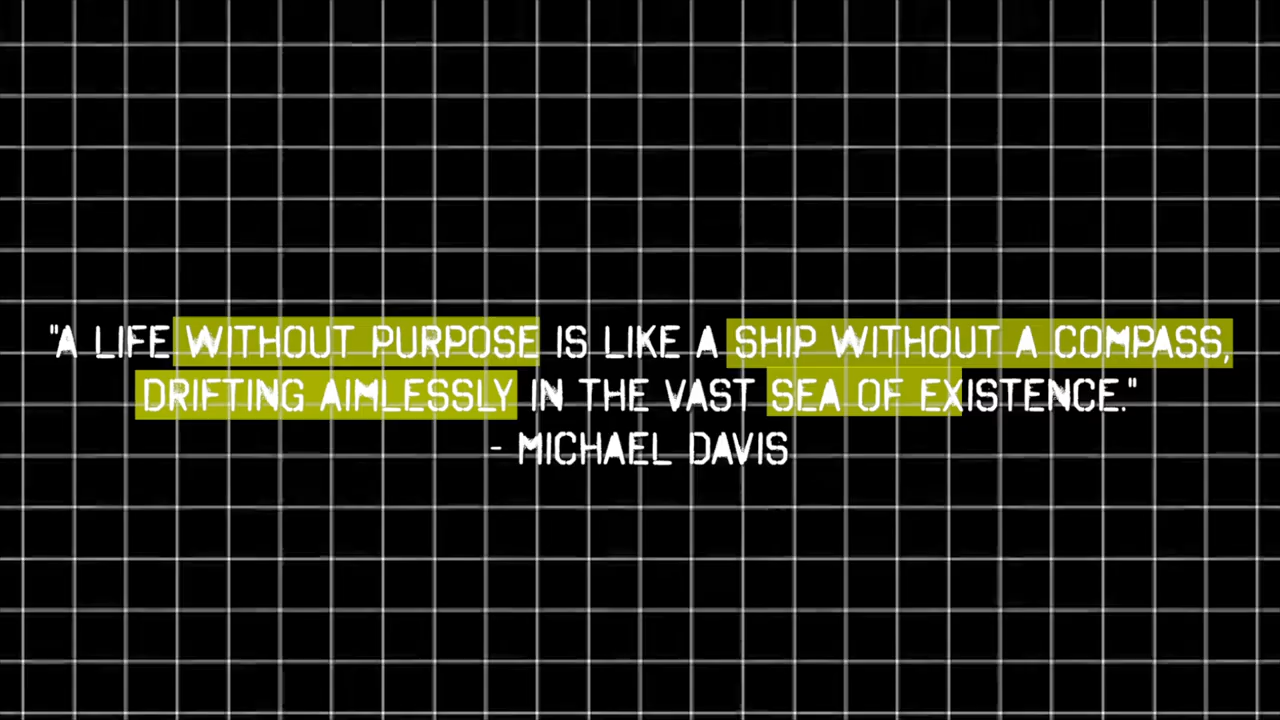 "A LIFE WITHOUT PURPOSE IS LIKE A SHIP WITHOUT A COMPASS,
DRIFTING AIMLESSLY IN THE VAST SEA OF EXISTENCE."
- MICHAEL DAVIS